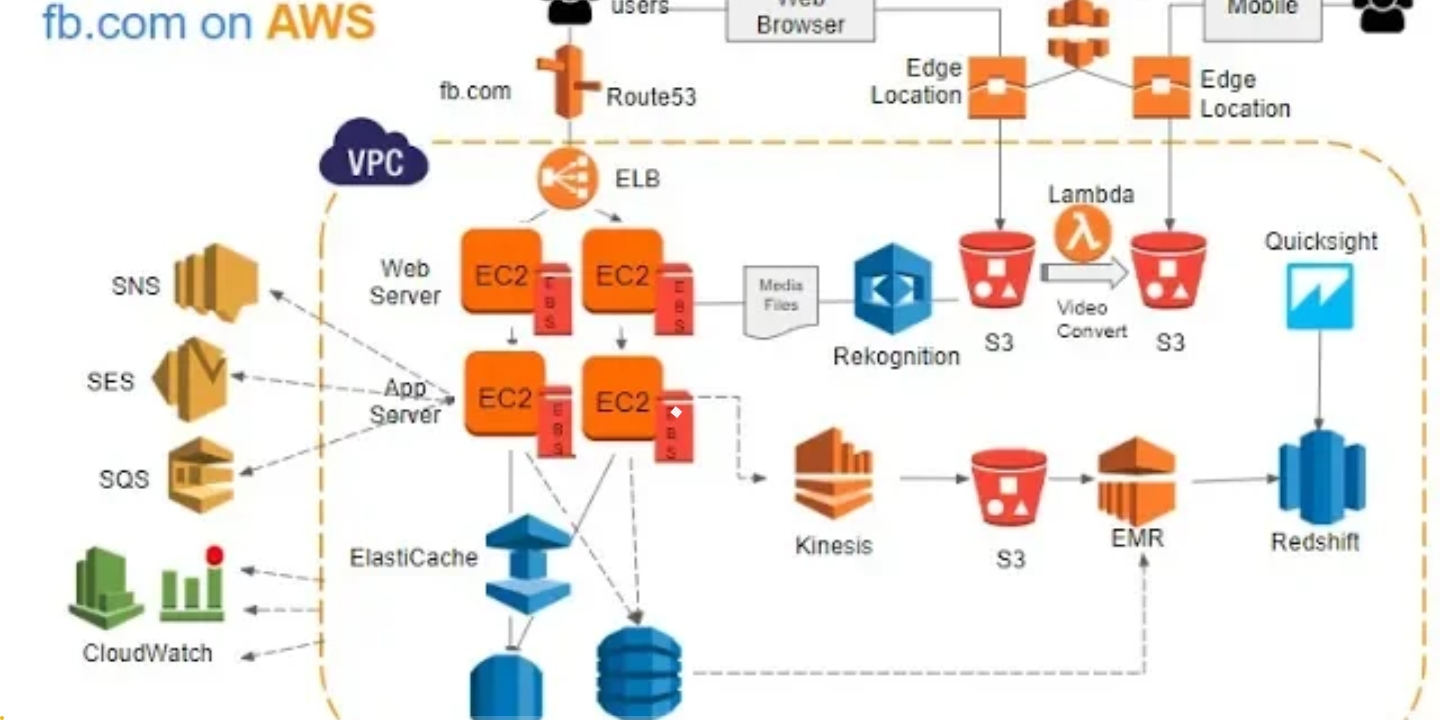 fb.com on AWS
users
Web
Browser
Mobile
Edge
Location
Edge
Location
fb.com
Route53
VPC
ELB
Lambda
λ
Quicksight
SNS
Web
Server
EC2
EBS
EC2
EBS
Media
Files
Rekognition
S3
Video
Convert
S3
SES
App
Server
EC2
EBS
EC2
EBS
SQS
Kinesis
S3
EMR
Redshift
ElastiCache
CloudWatch